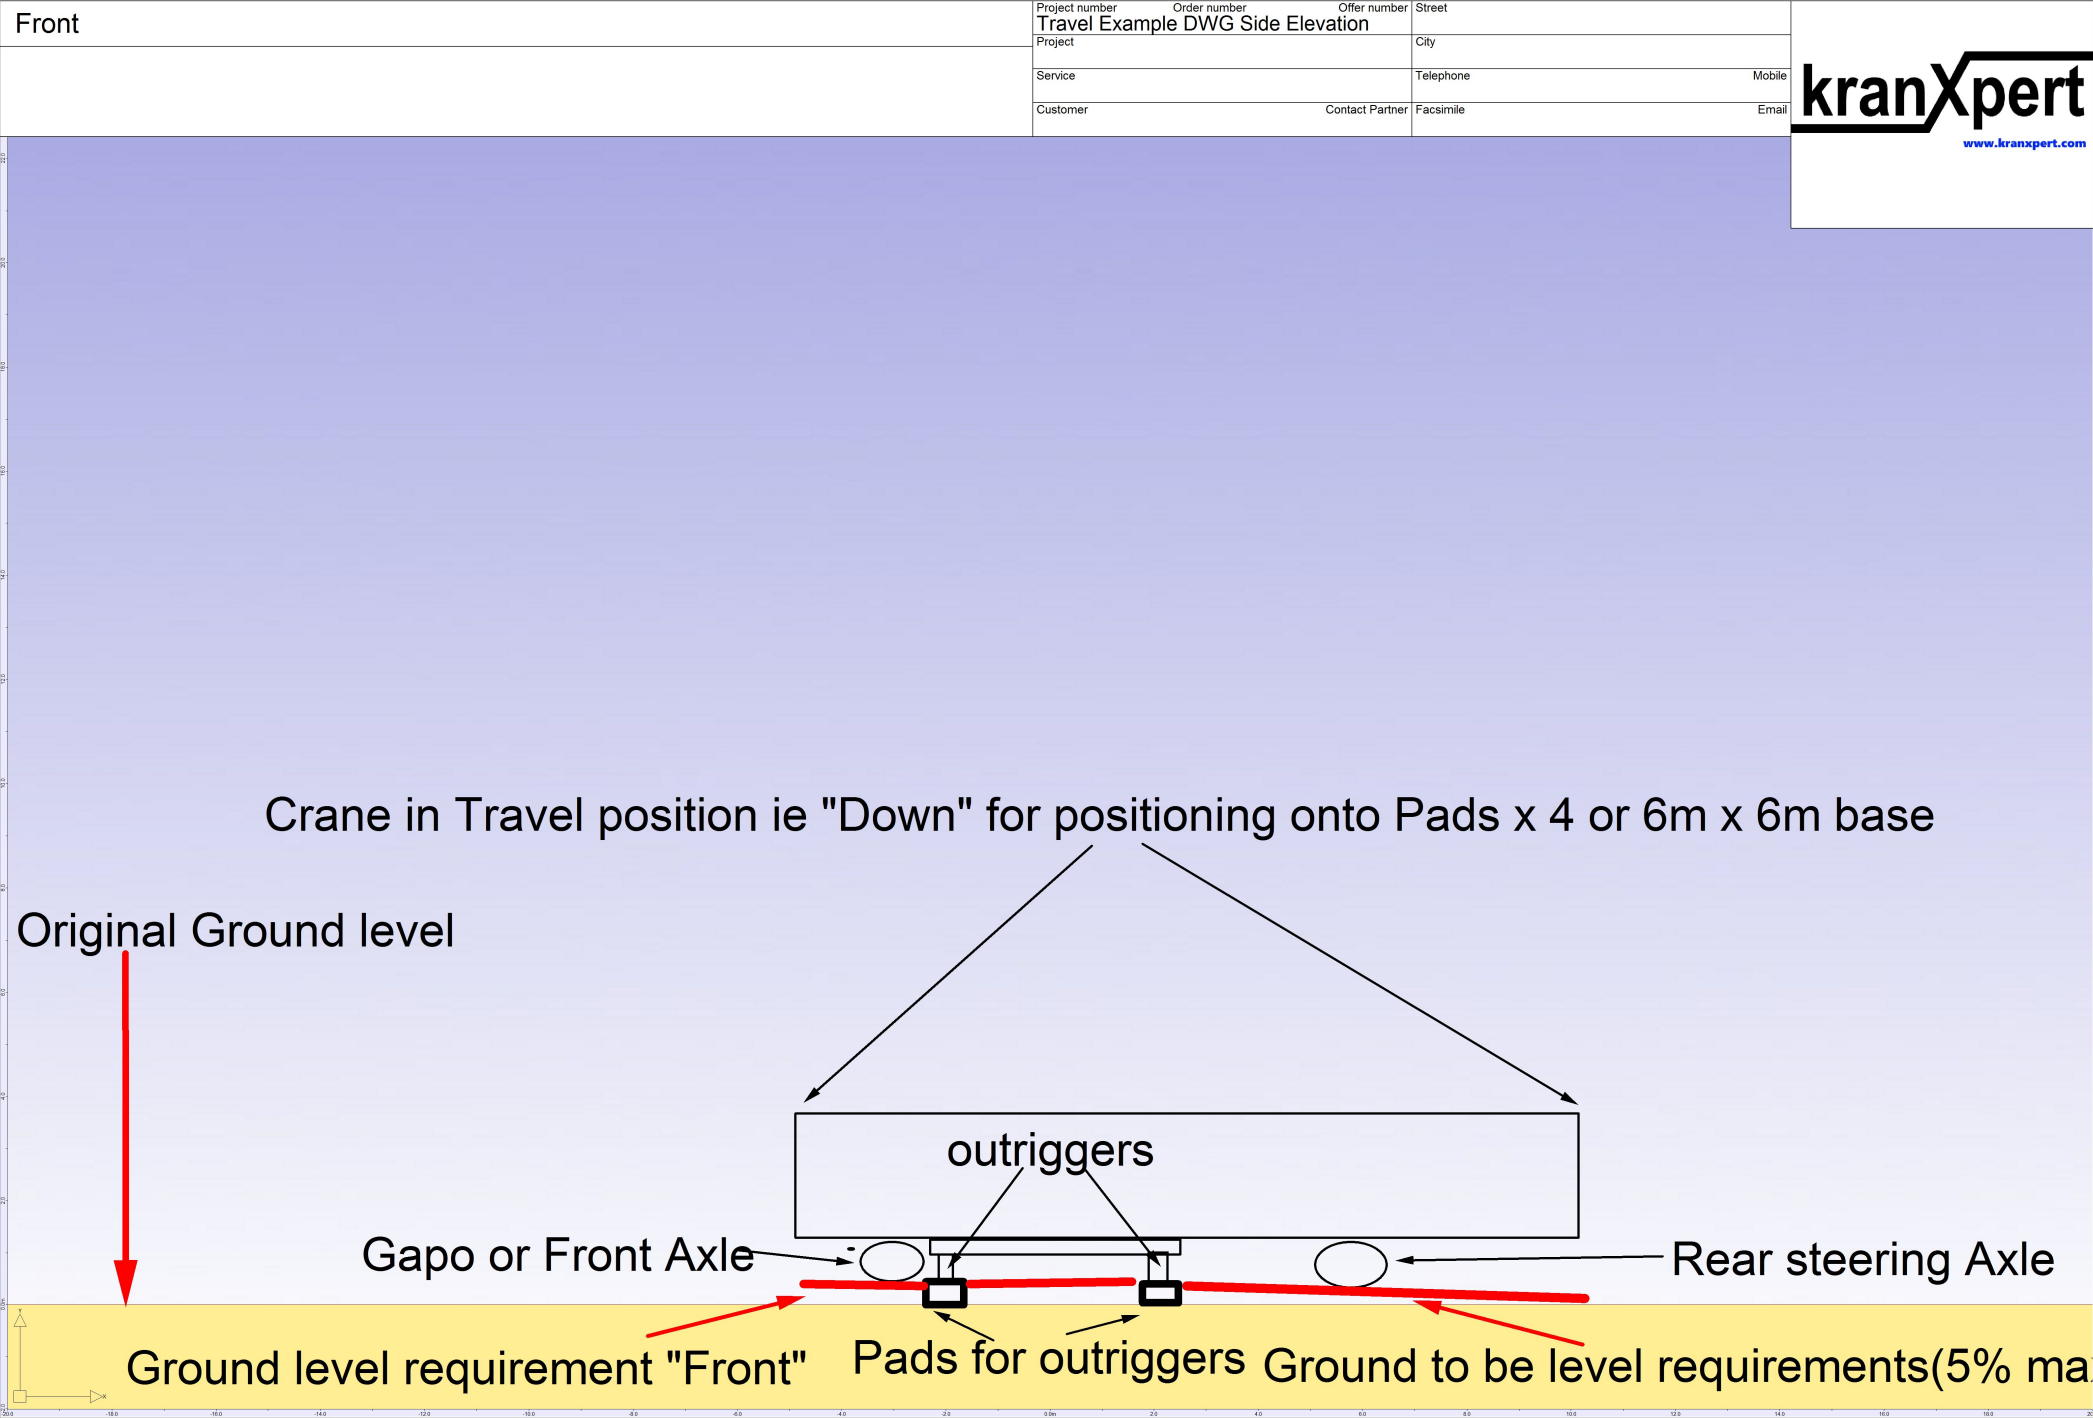 Front
Project number Order number Offer number Street
Travel Example DWG Side Elevation
Project City
Service Telephone Mobile
Customer Contact Partner Facsimile Email
kranXpert
www.kranxpert.com
Crane in Travel position ie "Down" for positioning onto Pads x 4 or 6m x 6m base
Original Ground level
outriggers
Gapo or Front Axle
Rear steering Axle
Ground level requirement "Front"
Pads for outriggers
Ground to be level requirements(5% max